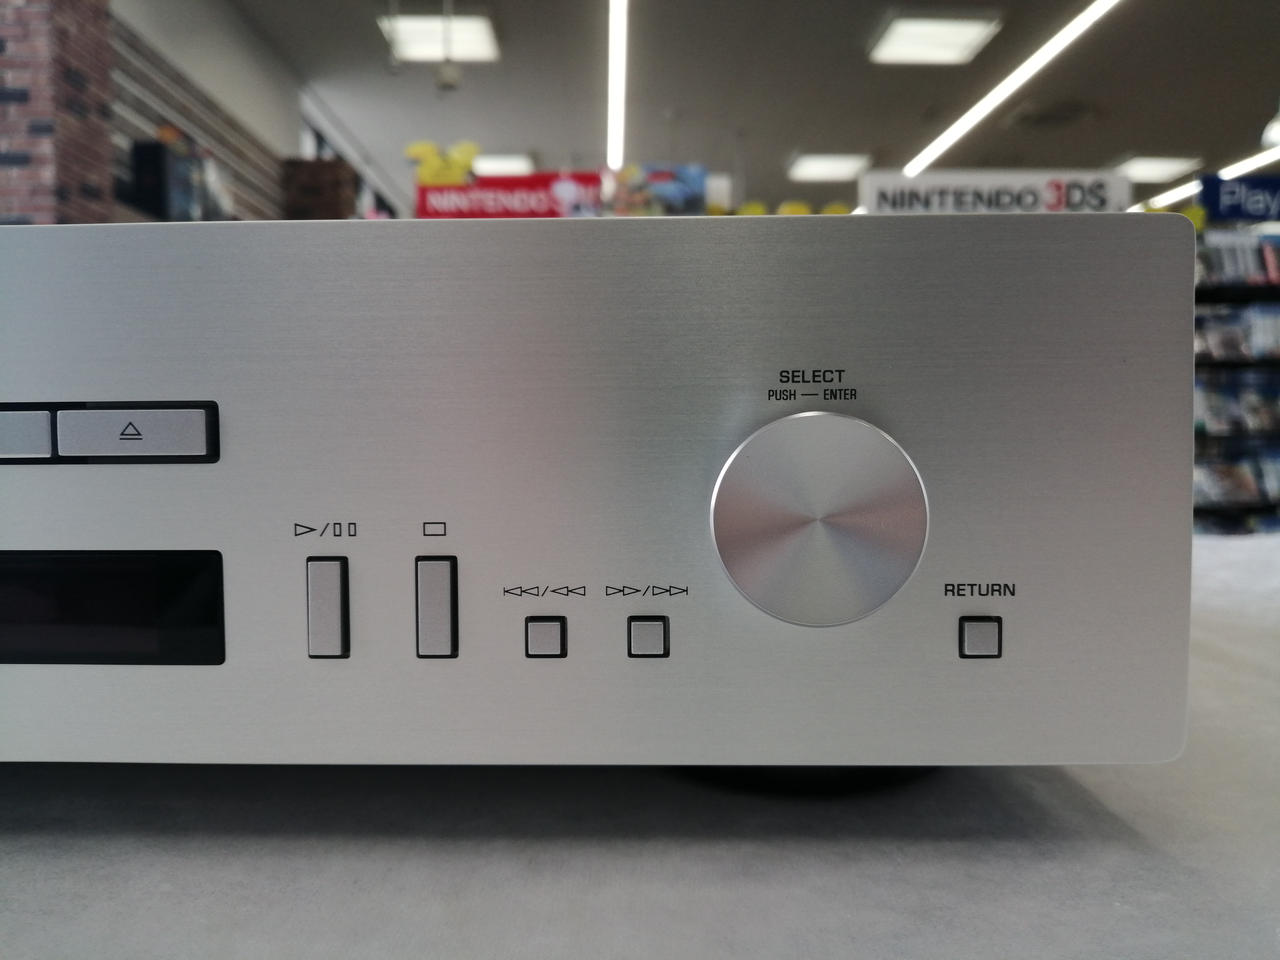 NINTENDO
NINTENDO 3DS
Play
SELECT
PUSH — ENTER
RETURN